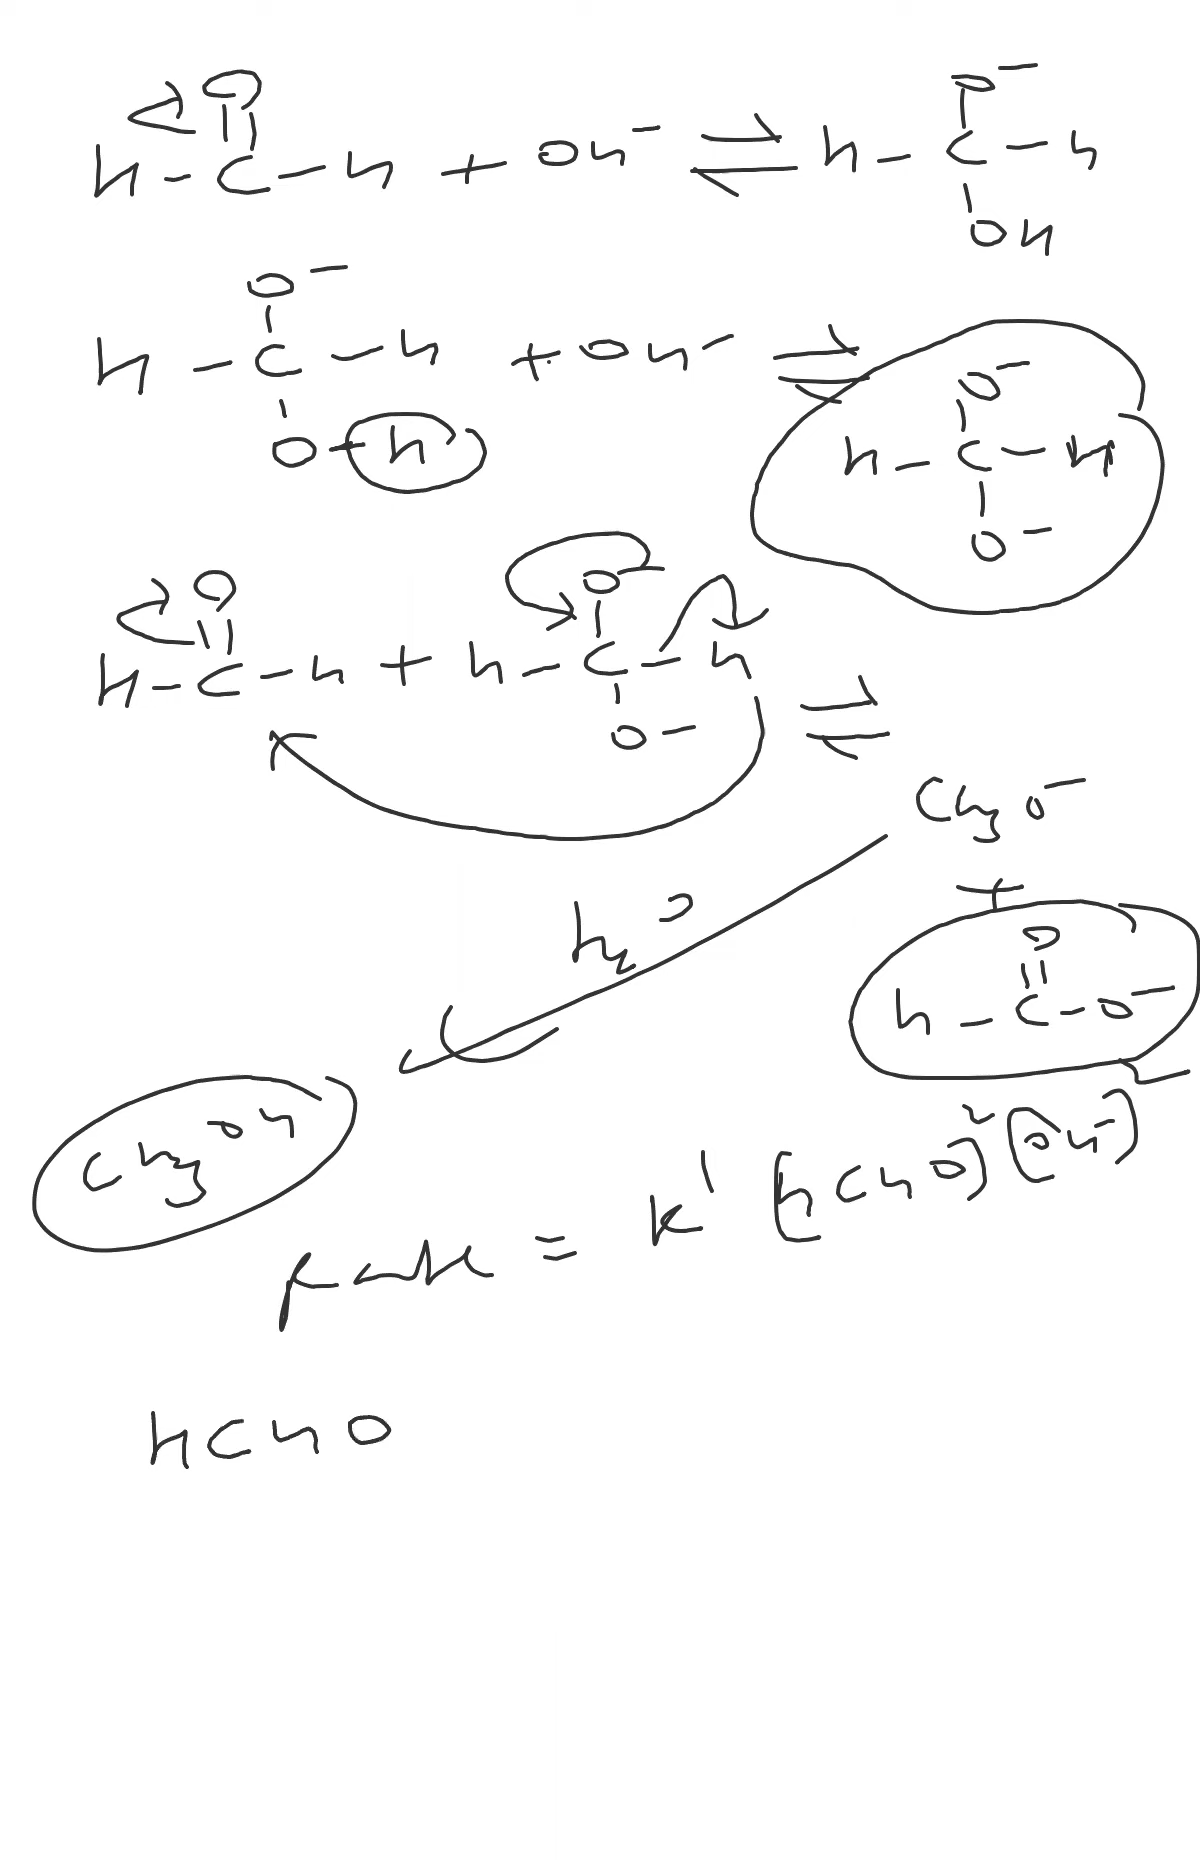 O O⁻
H - C - H + OH⁻ ⇌ H - C - H
OH
O⁻
H - C - H + OH⁻ ⇌ O⁻
O - H H - C - H
O⁻
O O⁻
H - C - H + H - C - H ⇌
O⁻
CH3O⁻
+
H2O
O
H - C - O⁻
CH3OH
rate = k' [HCHO]² [OH⁻]
HCHO